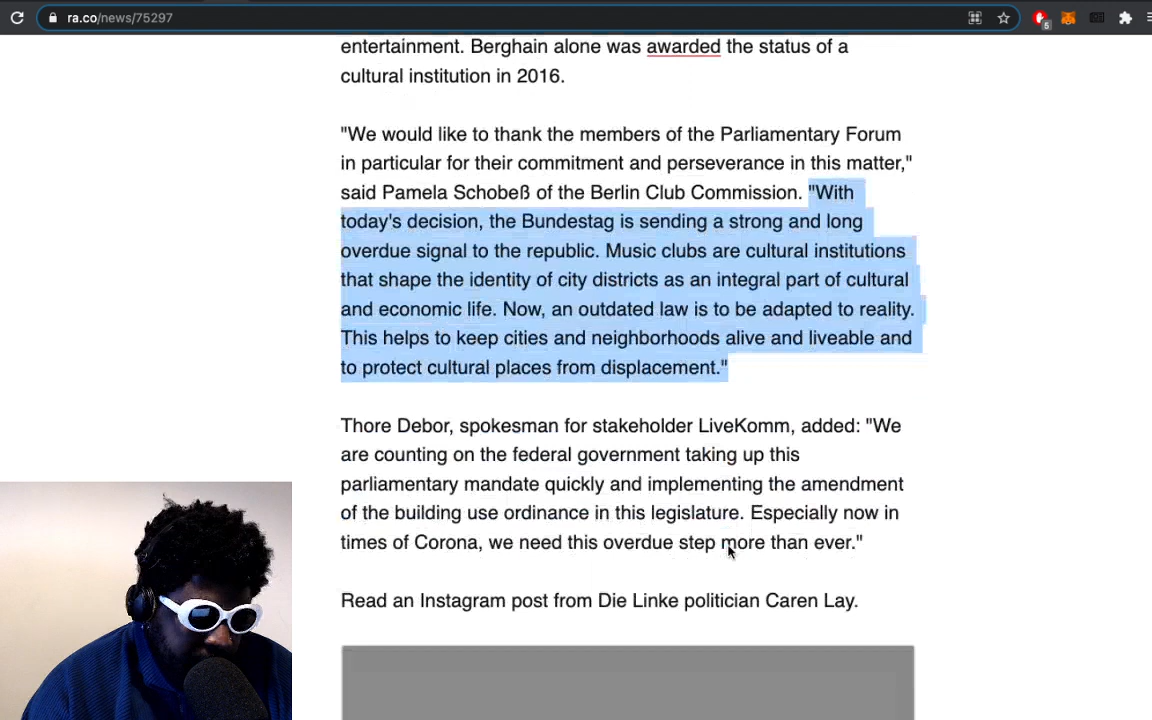 ra.co/news/75297
5
entertainment. Berghain alone was awarded the status of a
cultural institution in 2016.
"We would like to thank the members of the Parliamentary Forum
in particular for their commitment and perseverance in this matter,"
said Pamela Schobeß of the Berlin Club Commission. "With
today's decision, the Bundestag is sending a strong and long
overdue signal to the republic. Music clubs are cultural institutions
that shape the identity of city districts as an integral part of cultural
and economic life. Now, an outdated law is to be adapted to reality.
This helps to keep cities and neighborhoods alive and liveable and
to protect cultural places from displacement."
Thore Debor, spokesman for stakeholder LiveKomm, added: "We
are counting on the federal government taking up this
parliamentary mandate quickly and implementing the amendment
of the building use ordinance in this legislature. Especially now in
times of Corona, we need this overdue step more than ever."
Read an Instagram post from Die Linke politician Caren Lay.